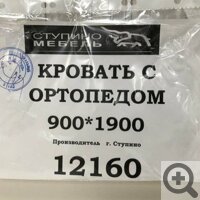 СТУПИНО
МЕБЕЛЬ
КРОВАТЬ С
ОРТОПЕДОМ
900*1900
Производитель г. Ступино
12160